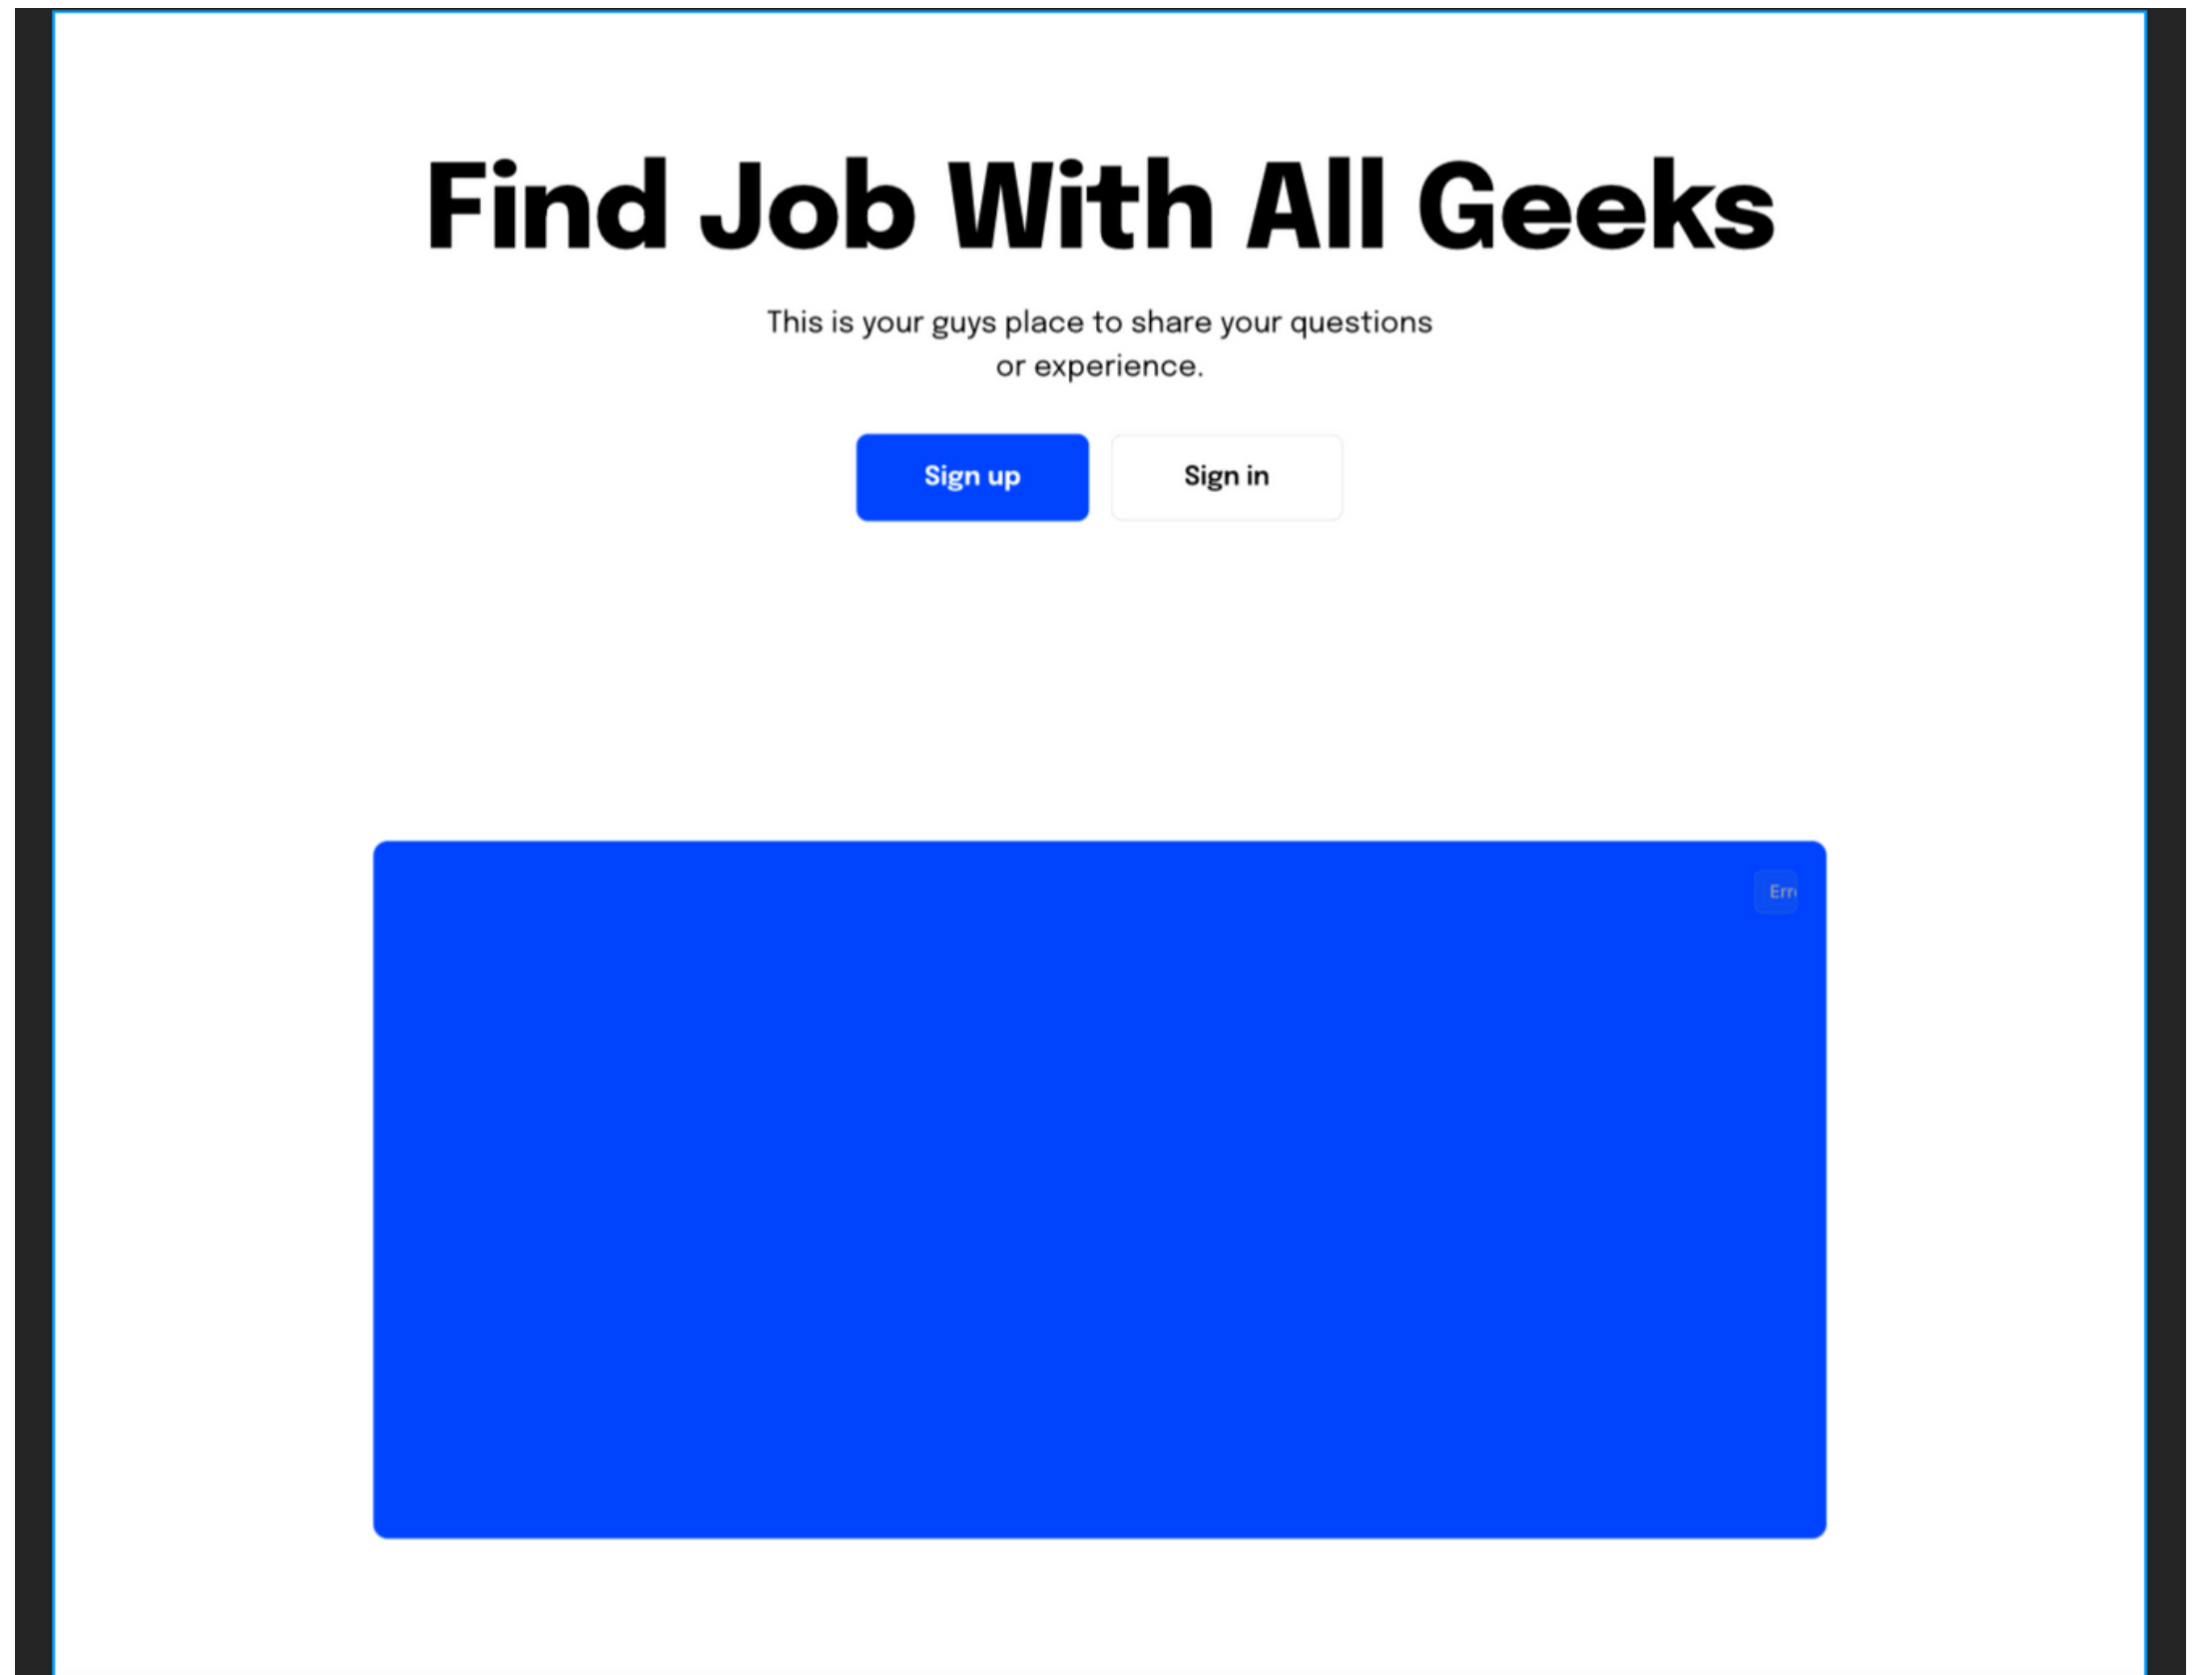 Find Job With All Geeks
This is your guys place to share your questions
or experience.
Sign up
Sign in